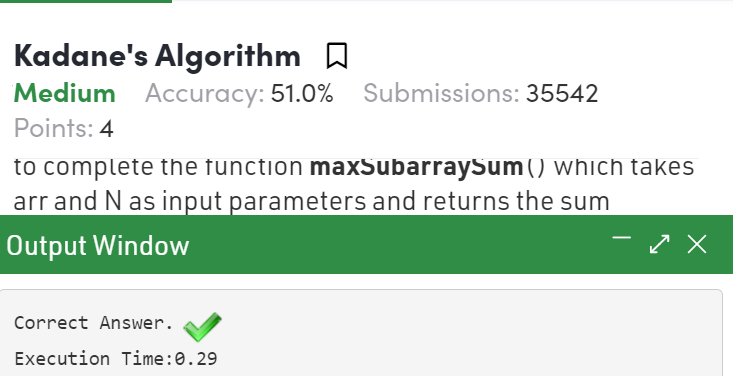 Kadane's Algorithm
Medium Accuracy: 51.0% Submissions: 35542
Points: 4
to complete the function maxSubarraySum() which takes
arr and N as input parameters and returns the sum
Output Window
Correct Answer.
Execution Time:0.29